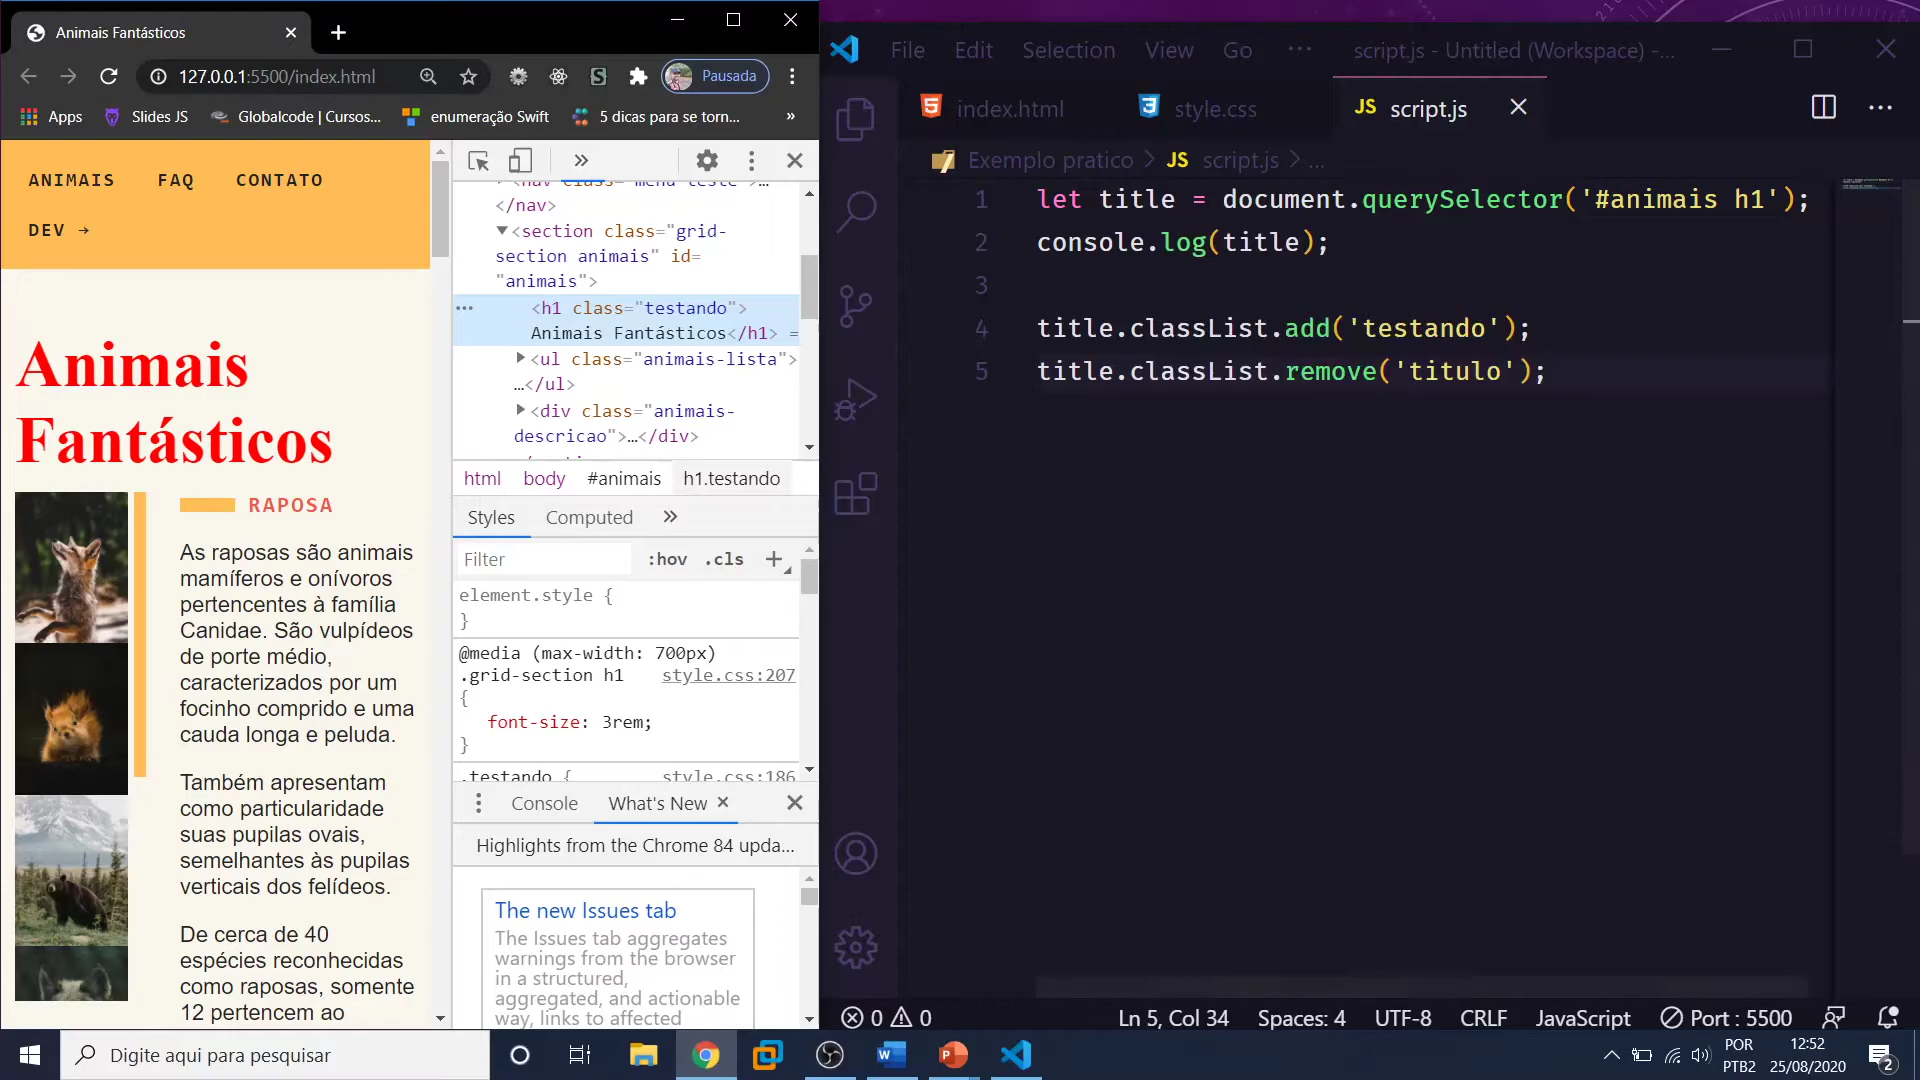 Animais Fantásticos
127.0.0.1:5500/index.html
Pausada
Apps
Slides JS
Globalcode | Cursos...
enumeração Swift
5 dicas para se torn...
»
ANIMAIS FAQ CONTATO
DEV →
Animais
Fantásticos
RAPOSA
As raposas são animais
mamíferos e onívoros
pertencentes à família
Canidae. São vulpídeos
de porte médio,
caracterizados por um
focinho comprido e uma
cauda longa e peluda.
Também apresentam
como particularidade
suas pupilas ovais,
semelhantes às pupilas
verticais dos felídeos.
De cerca de 40
espécies reconhecidas
como raposas, somente
12 pertencem ao
<nav class="menu-teste">…
</nav>
<section class="grid-
section animais" id=
"animais">
<h1 class="testando">
Animais Fantásticos</h1> =
<ul class="animais-lista">
…</ul>
<div class="animais-
descricao">…</div>
html body #animais h1.testando
Styles Computed »
Filter :hov .cls +
element.style {
}
@media (max-width: 700px)
.grid-section h1 style.css:207
{
font-size: 3rem;
}
.testando { style.css:186
Console What's New
Highlights from the Chrome 84 upda...
The new Issues tab
The Issues tab aggregates
warnings from the browser
in a structured,
aggregated, and actionable
way, links to affected
File Edit Selection View Go ···
script.js - Untitled (Workspace) -...
index.html
style.css
JS script.js
Exemplo pratico > JS script.js > ...
1 let title = document.querySelector('#animais h1');
2 console.log(title);
3
4 title.classList.add('testando');
5 title.classList.remove('titulo');
0 0
Ln 5, Col 34 Spaces: 4 UTF-8 CRLF JavaScript Port : 5500
Digite aqui para pesquisar
POR
PTB2
12:52
25/08/2020
2